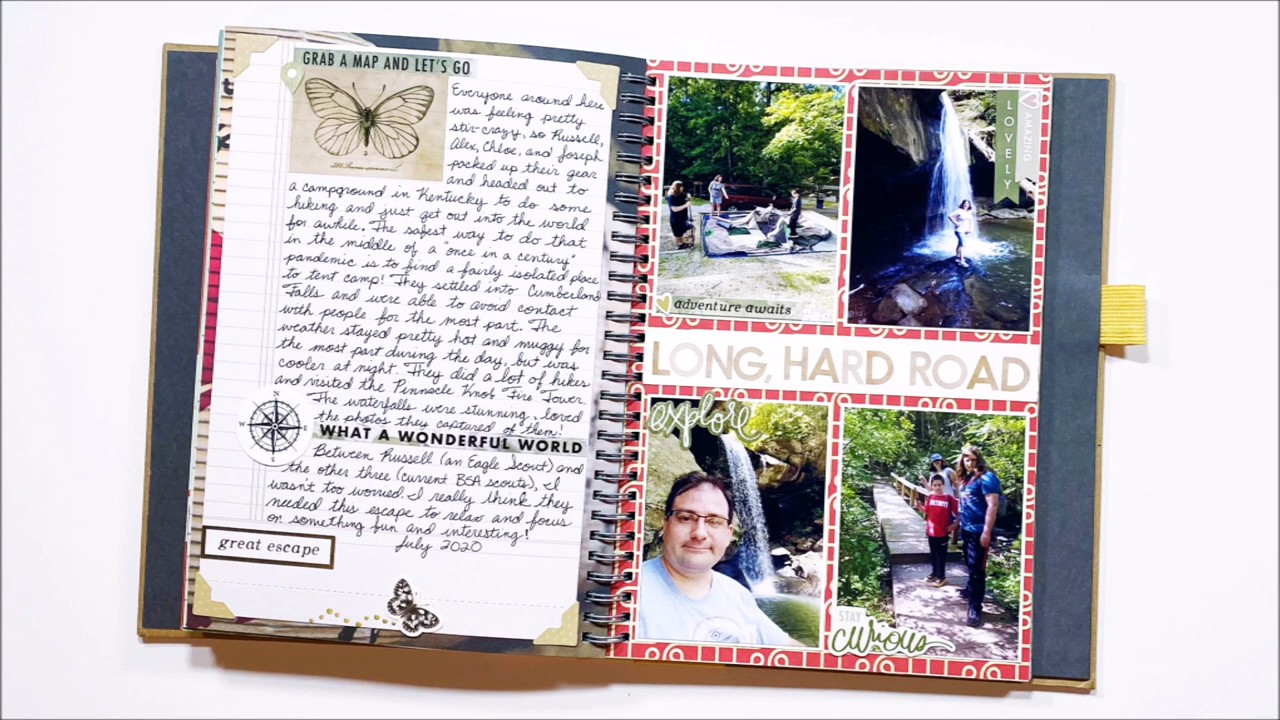 GRAB A MAP AND LET'S GO
Everyone around here
was feeling pretty
stir-crazy, so Russell,
Alex, Chloe, and Joseph
packed up their gear
and headed out to
a campground in Kentucky to do some
hiking and just get out into the world
for awhile. The safest way to do that
in the middle of a "once in a century"
pandemic is to find a fairly isolated place
to tent camp! They settled into Cumberland
Falls and were able to avoid contact
with people for the most part. The
weather stayed pretty hot and muggy for
the most part during the day, but was
cooler at night. They did a lot of hikes
and visited the Pinnacle Knob Fire Tower.
The waterfalls were stunning, I loved
the photos they captured of them!
W E
WHAT A WONDERFUL WORLD
Between Russell (an Eagle Scout) and
the other three (current BSA scouts), I
wasn't too worried. I really think they
needed this escape to relax and focus
on something fun and interesting!
July 2020
great escape
adventure awaits
LOVELY
AMAZING
LONG, HARD ROAD
explore
STAY
curious